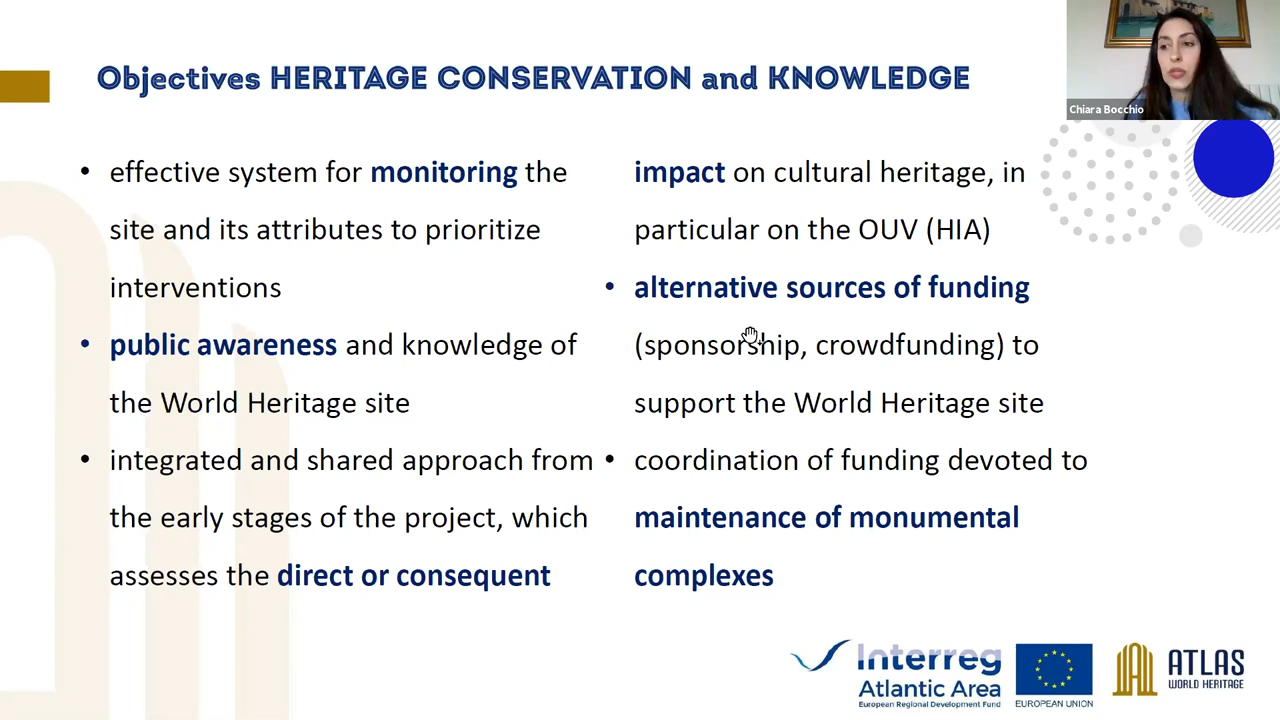 Objectives HERITAGE CONSERVATION and KNOWLEDGE
Chiara Bocchio
• effective system for monitoring the
site and its attributes to prioritize
interventions
• public awareness and knowledge of
the World Heritage site
• integrated and shared approach from
the early stages of the project, which
assesses the direct or consequent
impact on cultural heritage, in
particular on the OUV (HIA)
• alternative sources of funding
(sponsorship, crowdfunding) to
support the World Heritage site
• coordination of funding devoted to
maintenance of monumental
complexes
Interreg
Atlantic Area
European Regional Development Fund
EUROPEAN UNION
ATLAS
WORLD HERITAGE